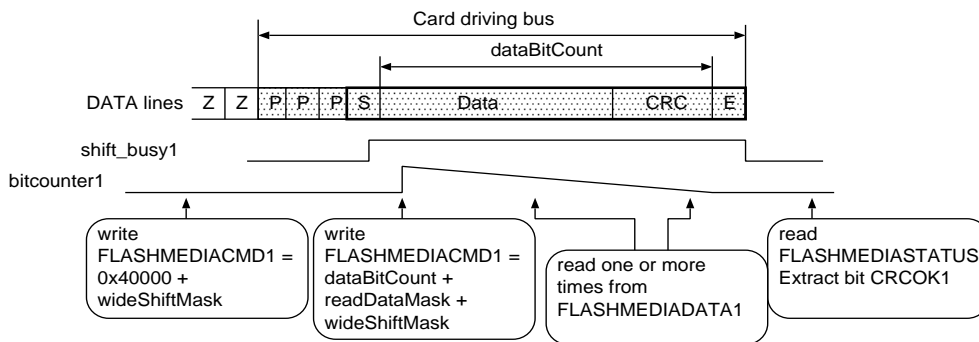 Card driving bus
dataBitCount
DATA lines Z Z P P P S Data CRC E
shift_busy1
bitcounter1
write
FLASHMEDIACMD1 =
0x40000 +
wideShiftMask
write
FLASHMEDIACMD1 =
dataBitCount +
readDataMask +
wideShiftMask
read one or more
times from
FLASHMEDIADATA1
read
FLASHMEDIASTATUS
Extract bit CRCOK1